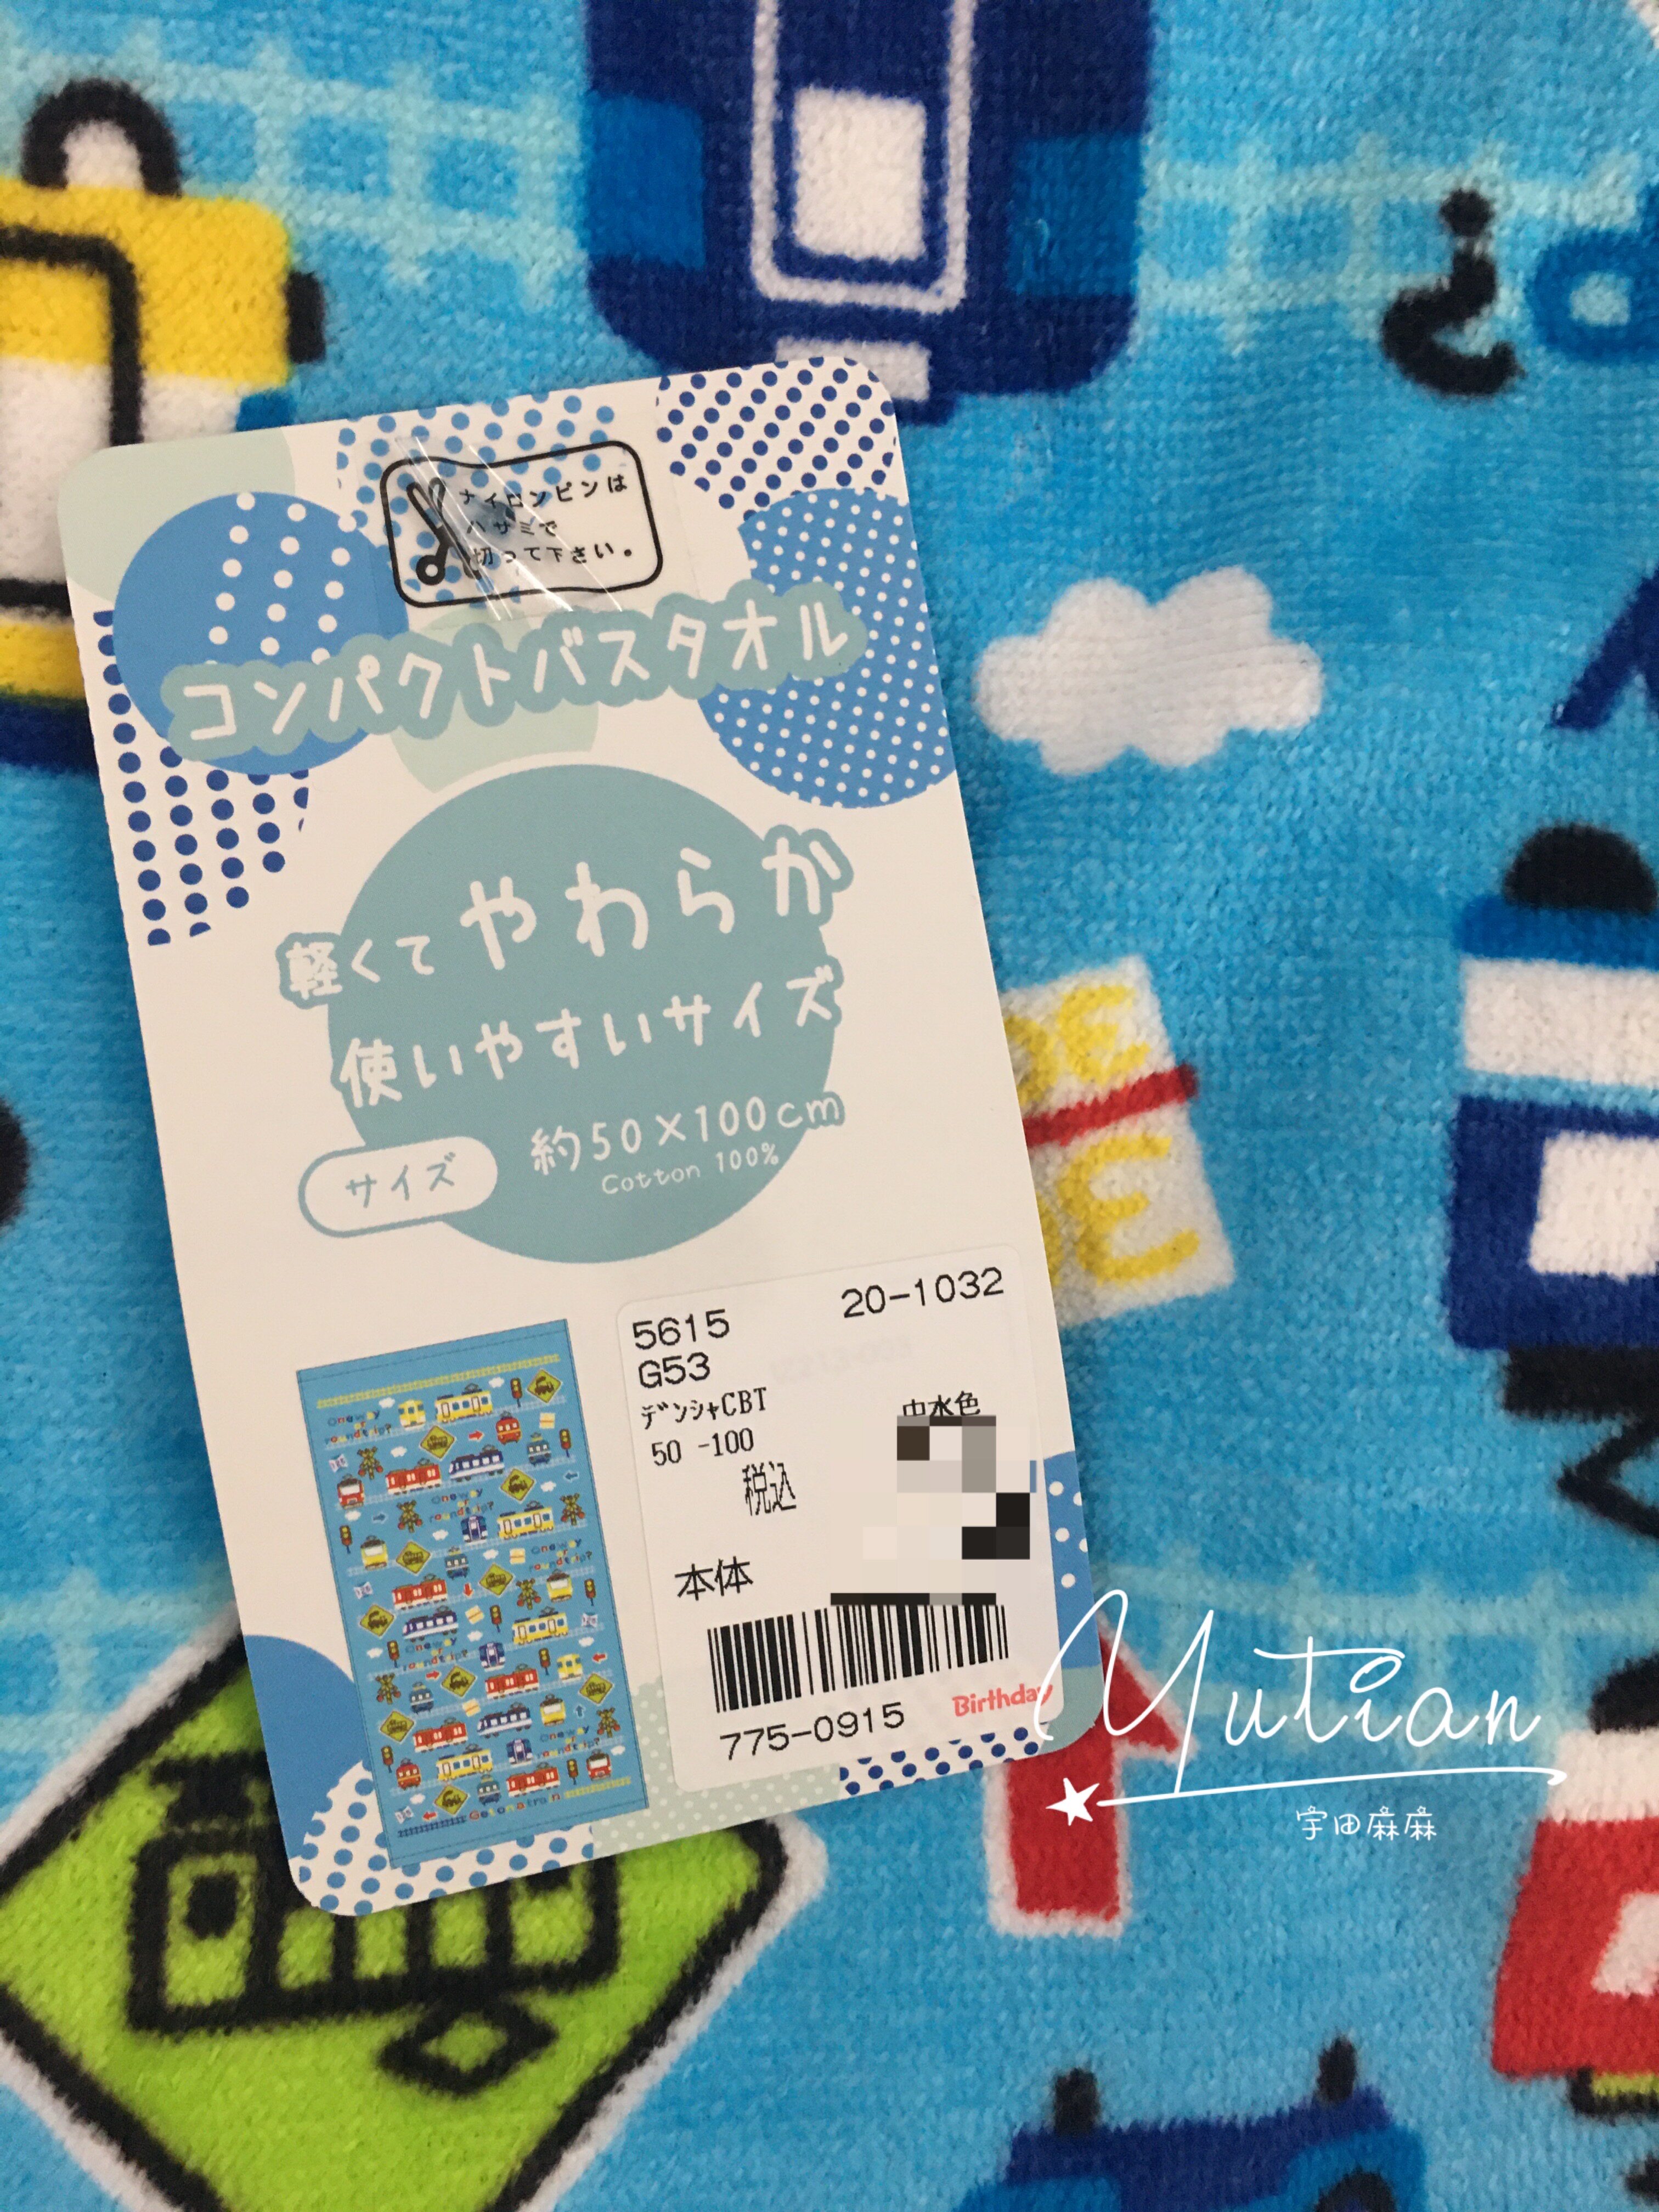 ナイロンピンは
ハサミで
切って下さい。
コンパクトバスタオル
軽くてやわらか
使いやすいサイズ
サイズ 約50×100cm
Cotton 100%
5615 20-1032
G53
デンシャCBT 中水色
50 -100
税込
本体
775-0915 Birthday
Yutian
宇田麻麻